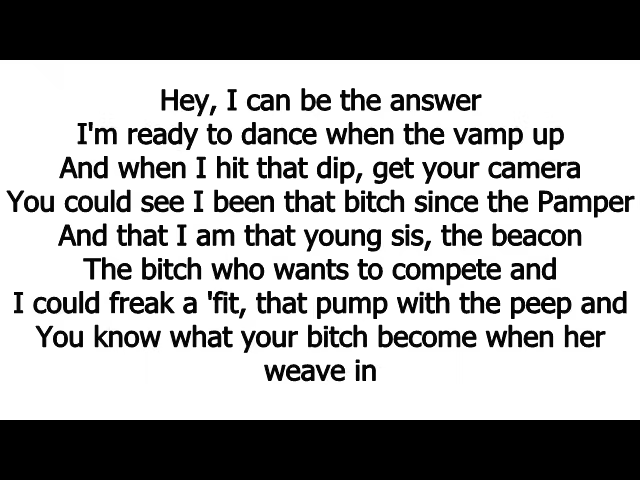 Hey, I can be the answer
I'm ready to dance when the vamp up
And when I hit that dip, get your camera
You could see I been that bitch since the Pamper
And that I am that young sis, the beacon
The bitch who wants to compete and
I could freak a 'fit, that pump with the peep and
You know what your bitch become when her
weave in